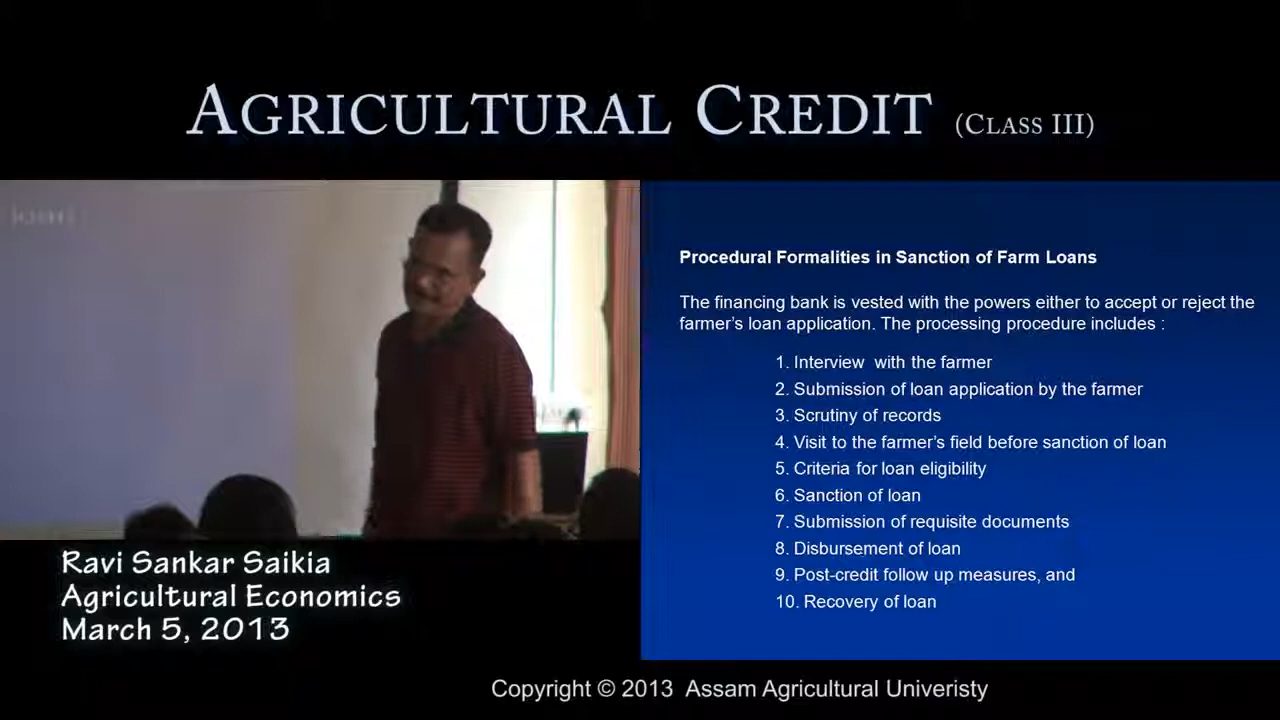 AGRICULTURAL CREDIT (CLASS III)
Procedural Formalities in Sanction of Farm Loans
The financing bank is vested with the powers either to accept or reject the
farmer's loan application. The processing procedure includes :
1. Interview with the farmer
2. Submission of loan application by the farmer
3. Scrutiny of records
4. Visit to the farmer's field before sanction of loan
5. Criteria for loan eligibility
6. Sanction of loan
7. Submission of requisite documents
8. Disbursement of loan
9. Post-credit follow up measures, and
10. Recovery of loan
Ravi Sankar Saikia
Agricultural Economics
March 5, 2013
Copyright © 2013 Assam Agricultural Univeristy